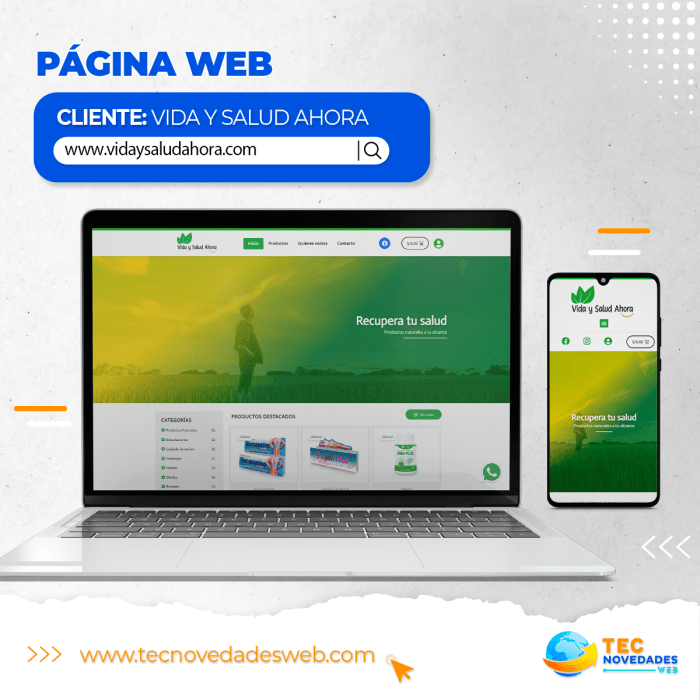 PÁGINA WEB
CLIENTE: VIDA Y SALUD AHORA
www.vidaysaludahora.com
Vida y Salud Ahora
Inicio Productos Quienes somos Contacto
S/0.00
Recupera tu salud
Productos naturales a tu alcance
CATEGORÍAS
PRODUCTOS DESTACADOS
Ver todo
Vida y Salud Ahora
S/0.00
Recupera tu salud
Productos naturales a tu alcance
www.tecnovedadesweb.com
TEC
NOVEDADES
WEB